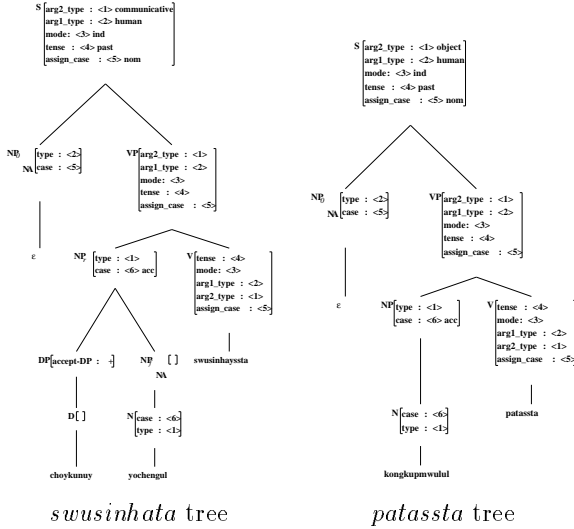 S [arg2_type : <1> communicative
arg1_type : <2> human
mode: <3> ind
tense : <4> past
assign_case : <5> nom]
NP0 NA [type : <2>
case : <5>]
VP [arg2_type : <1>
arg1_type : <2>
mode: <3>
tense : <4>
assign_case : <5>]
ε
NPr [type : <1>
case : <6> acc]
V [tense : <4>
mode: <3>
arg1_type : <2>
arg2_type : <1>
assign_case : <5>]
DP [accept-DP : +]
NPf [ ]
NA
swusinhayssta
D [ ]
N [case : <6>
type : <1>]
choykunuy
yochengul
swusinhata tree
S [arg2_type : <1> object
arg1_type : <2> human
mode: <3> ind
tense : <4> past
assign_case : <5> nom]
NP0 NA [type : <2>
case : <5>]
VP [arg2_type : <1>
arg1_type : <2>
mode: <3>
tense : <4>
assign_case : <5>]
ε
NP [type : <1>
case : <6> acc]
V [tense : <4>
mode: <3>
arg1_type : <2>
arg2_type : <1>
assign_case : <5>]
N [case : <6>
type : <1>]
patassta
kongkupmwulul
patassta tree